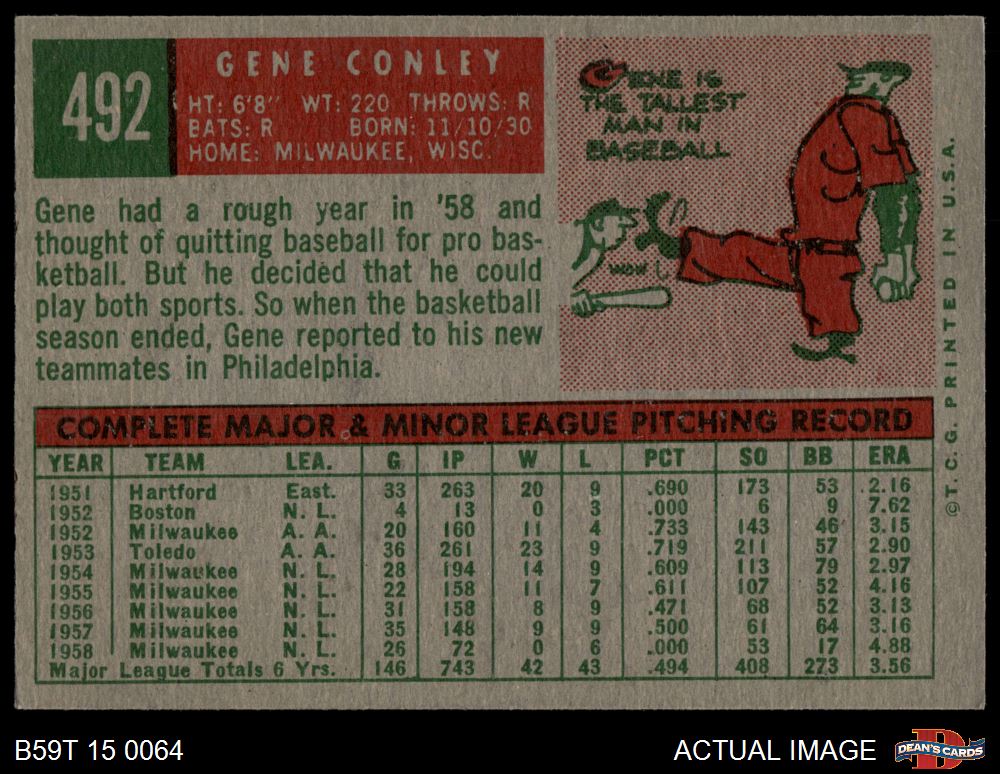 492
GENE CONLEY
HT: 6'8" WT: 220 THROWS: R
BATS: R BORN: 11/10/30
HOME: MILWAUKEE, WISC.
GENE IS
THE TALLEST
MAN IN
BASEBALL
WOW
Gene had a rough year in '58 and
thought of quitting baseball for pro bas-
ketball. But he decided that he could
play both sports. So when the basketball
season ended, Gene reported to his new
teammates in Philadelphia.
COMPLETE MAJOR & MINOR LEAGUE PITCHING RECORD
YEAR TEAM LEA. G IP W L PCT SO BB ERA
1951 Hartford East. 33 263 20 9 .690 173 53 2.16
1952 Boston N. L. 4 13 0 3 .000 6 9 7.62
1952 Milwaukee A. A. 20 160 11 4 .733 143 46 3.15
1953 Toledo A. A. 36 261 23 9 .719 211 57 2.90
1954 Milwaukee N. L. 28 194 14 9 .609 113 79 2.97
1955 Milwaukee N. L. 22 158 11 7 .611 107 52 4.16
1956 Milwaukee N. L. 31 158 8 9 .471 68 52 3.13
1957 Milwaukee N. L. 35 148 9 9 .500 61 64 3.16
1958 Milwaukee N. L. 26 72 0 6 .000 53 17 4.88
Major League Totals 6 Yrs. 146 743 42 43 .494 408 273 3.56
©T. C. G. PRINTED IN U.S.A.
B59T 15 0064
ACTUAL IMAGE
DEAN'S CARDS